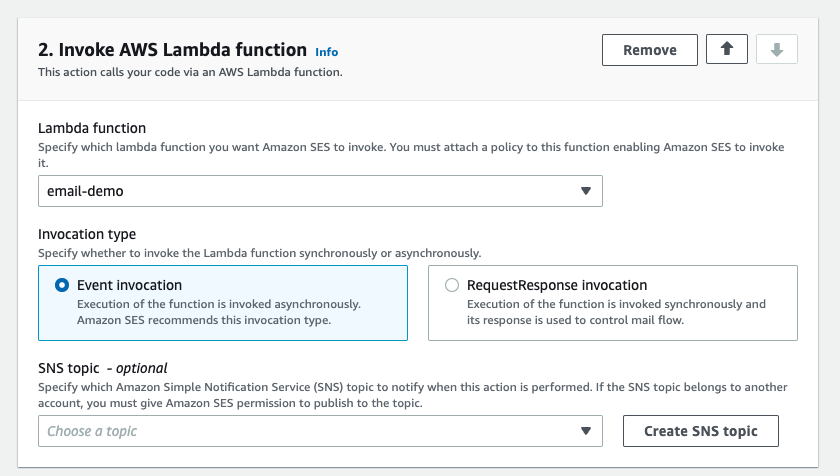 2. Invoke AWS Lambda function Info
Remove
This action calls your code via an AWS Lambda function.
Lambda function
Specify which lambda function you want Amazon SES to invoke. You must attach a policy to this function enabling Amazon SES to invoke
it.
email-demo
Invocation type
Specify whether to invoke the Lambda function synchronously or asynchronously.
Event invocation
Execution of the function is invoked asynchronously.
Amazon SES recommends this invocation type.
RequestResponse invocation
Execution of the function is invoked synchronously and
its response is used to control mail flow.
SNS topic - optional
Specify which Amazon Simple Notification Service (SNS) topic to notify when this action is performed. If the SNS topic belongs to another
account, you must give Amazon SES permission to publish to the topic.
Choose a topic
Create SNS topic